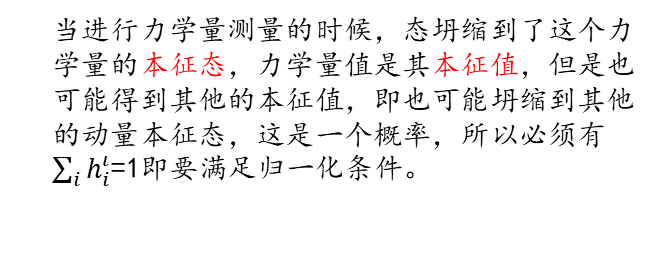 当进行力学量测量的时候，态坍缩到了这个力
学量的本征态，力学量值是其本征值，但是也
可能得到其他的本征值，即也可能坍缩到其他
的动量本征态，这是一个概率，所以必须有
∑ᵢ hᵢᶥ=1即要满足归一化条件。